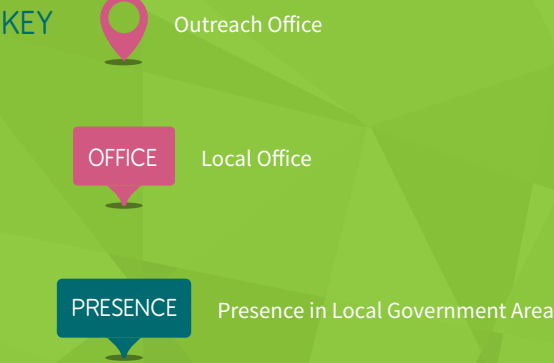 KEY Outreach Office
OFFICE Local Office
PRESENCE Presence in Local Government Area